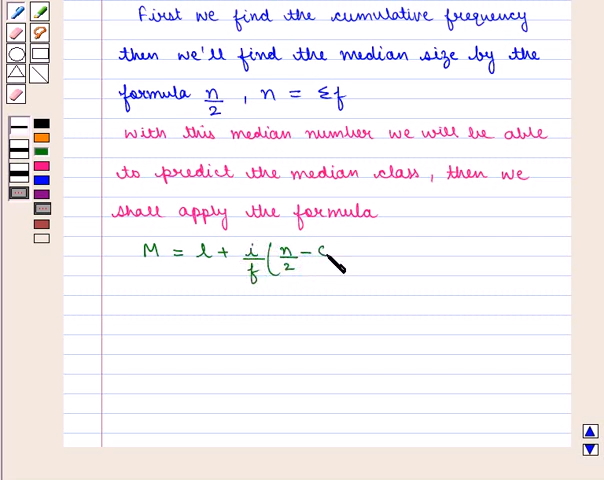 First we find the cumulative frequency
then we'll find the median size by the
formula n/2 , n = Σf
with this median number we will be able
to predict the median class, then we
shall apply the formula
M = l + i/f ( n/2 - c